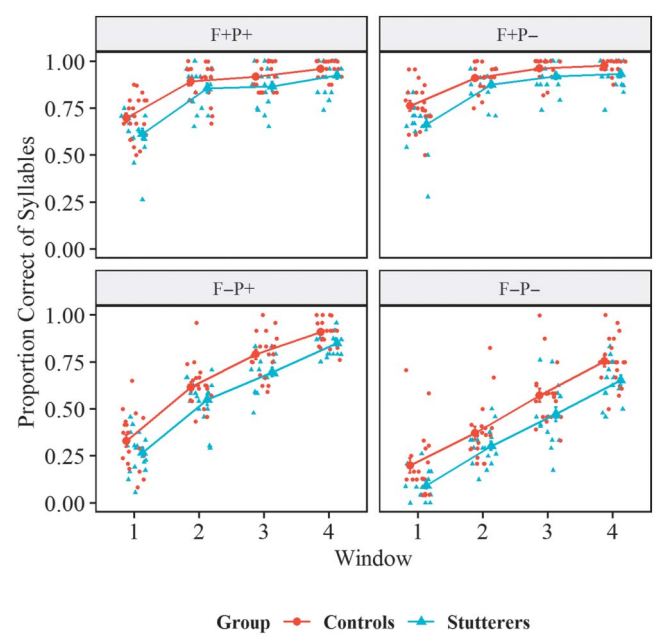 F+P+ F+P−
1.00
0.75
0.50
0.25
0.00
F−P+ F−P−
1.00
0.75
0.50
0.25
0.00
Proportion Correct of Syllables
1 2 3 4 1 2 3 4
Window
Group Controls Stutterers